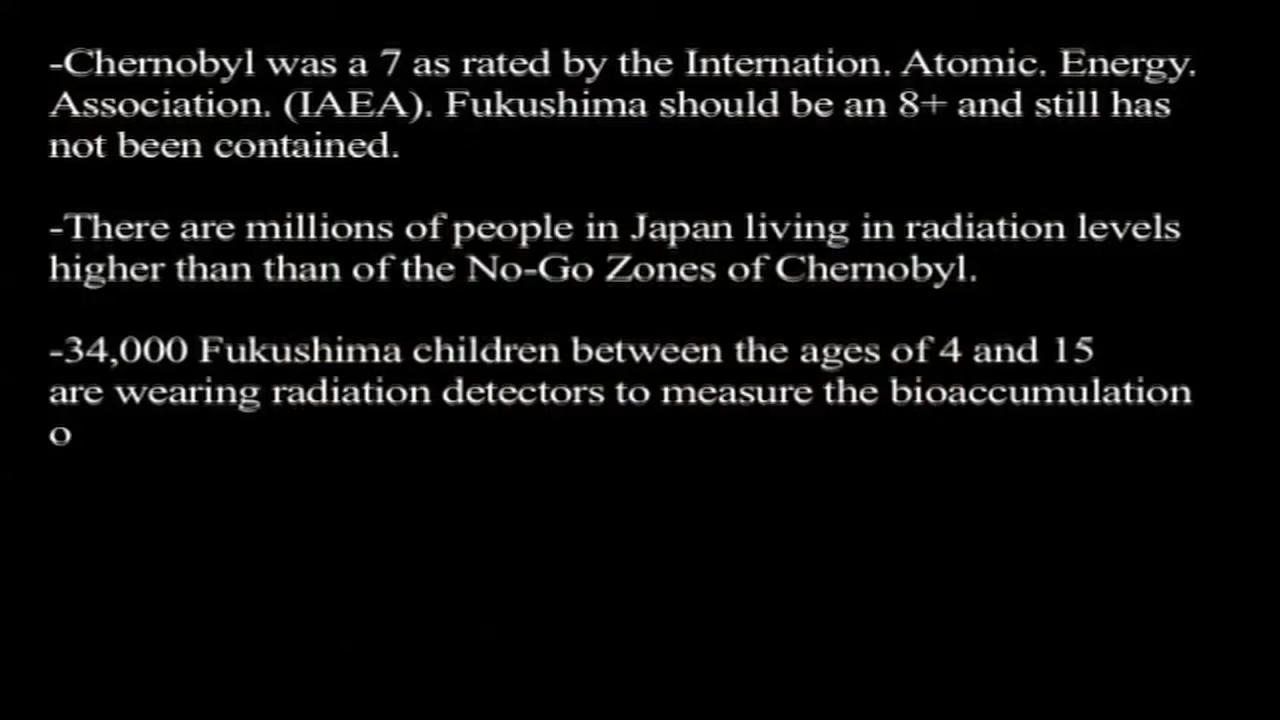 -Chernobyl was a 7 as rated by the Internation. Atomic. Energy.
Association. (IAEA). Fukushima should be an 8+ and still has
not been contained.
-There are millions of people in Japan living in radiation levels
higher than than of the No-Go Zones of Chernobyl.
-34,000 Fukushima children between the ages of 4 and 15
are wearing radiation detectors to measure the bioaccumulation
o